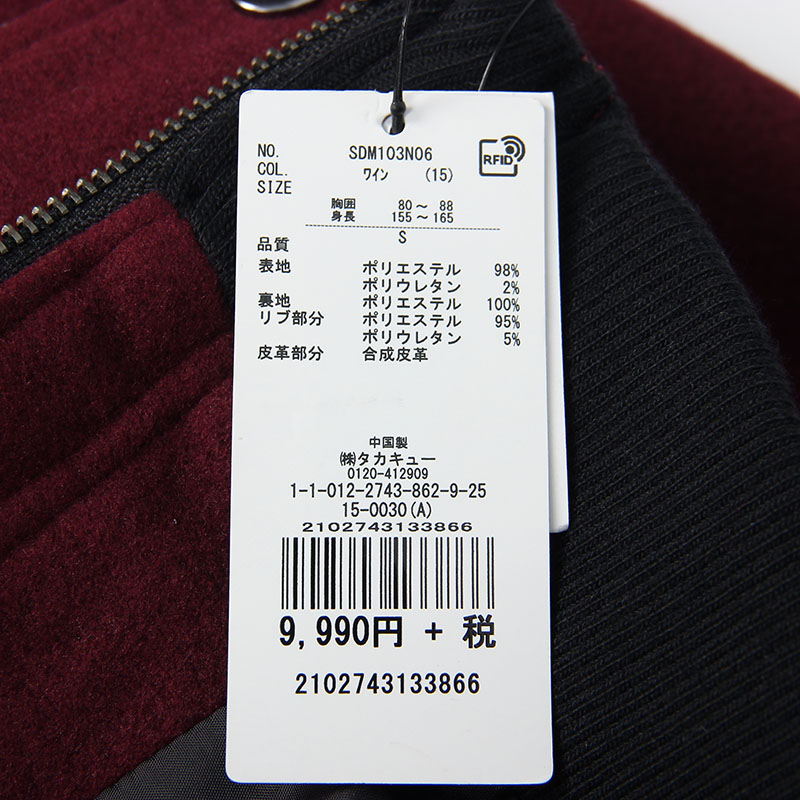 NO. SDM103N06
COL. ワイン (15)
SIZE
RFID
胸囲 80～ 88
身長 155～165
S
品質
表地 ポリエステル 98%
ポリウレタン 2%
裏地 ポリエステル 100%
リブ部分 ポリエステル 95%
ポリウレタン 5%
皮革部分 合成皮革
中国製
㈱タカキュー
0120-412909
1-1-012-2743-862-9-25
15-0030(A)
2102743133866
9,990円 + 税
2102743133866